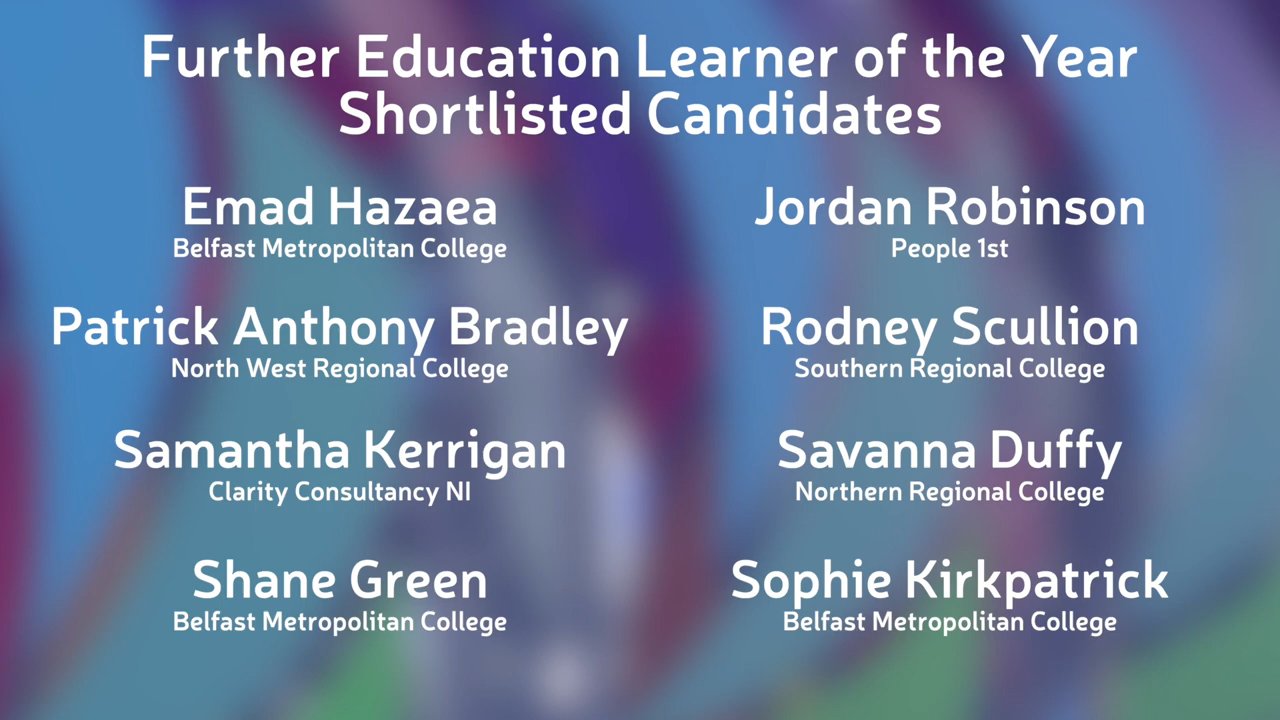 Further Education Learner of the Year
Shortlisted Candidates
Emad Hazaea
Belfast Metropolitan College
Jordan Robinson
People 1st
Patrick Anthony Bradley
North West Regional College
Rodney Scullion
Southern Regional College
Samantha Kerrigan
Clarity Consultancy NI
Savanna Duffy
Northern Regional College
Shane Green
Belfast Metropolitan College
Sophie Kirkpatrick
Belfast Metropolitan College